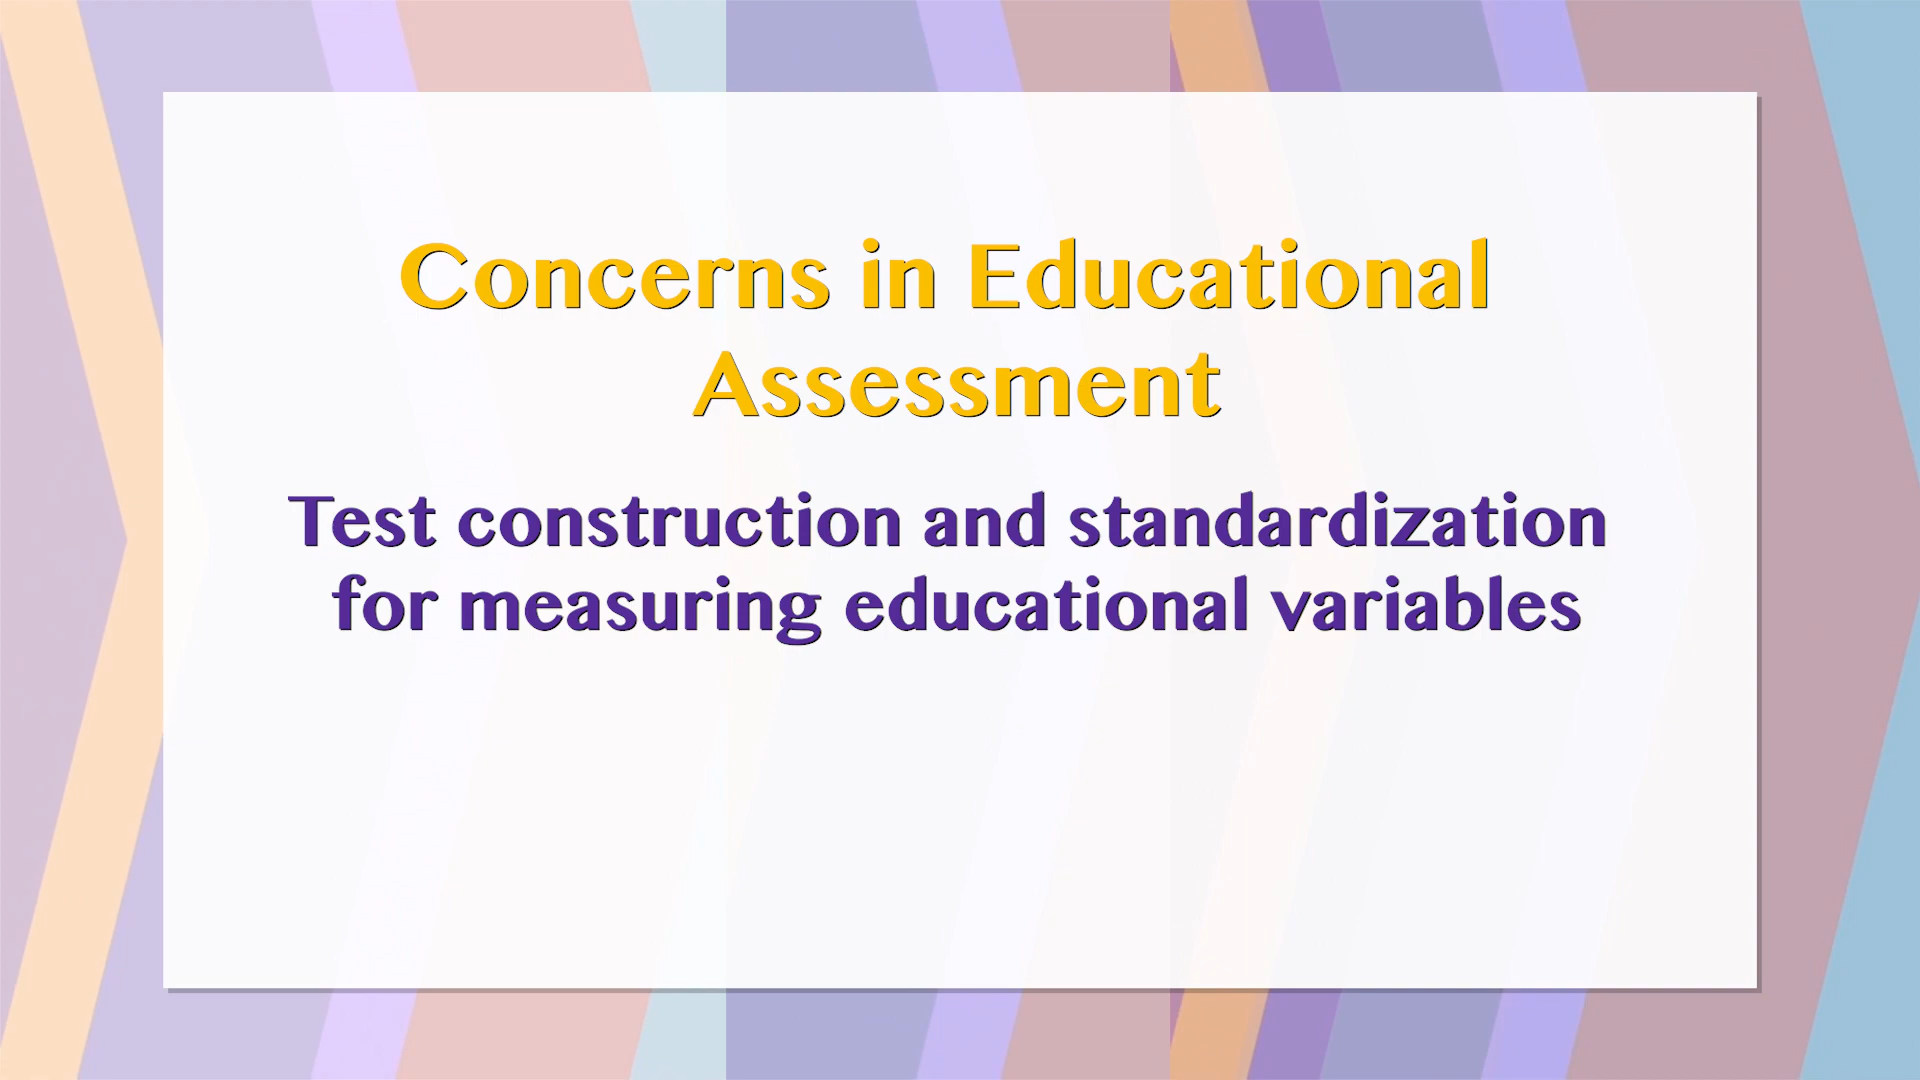 Concerns in Educational
Assessment
Test construction and standardization
for measuring educational variables